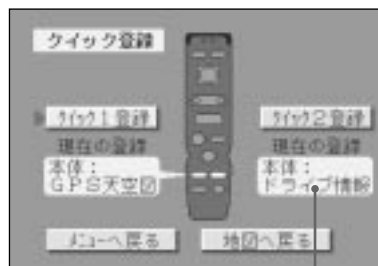 クイック登録
クイック1登録
クイック2登録
現在の登録
現在の登録
本体：
GPS天空図
本体：
ドライブ情報
メニューへ戻る
地図へ戻る